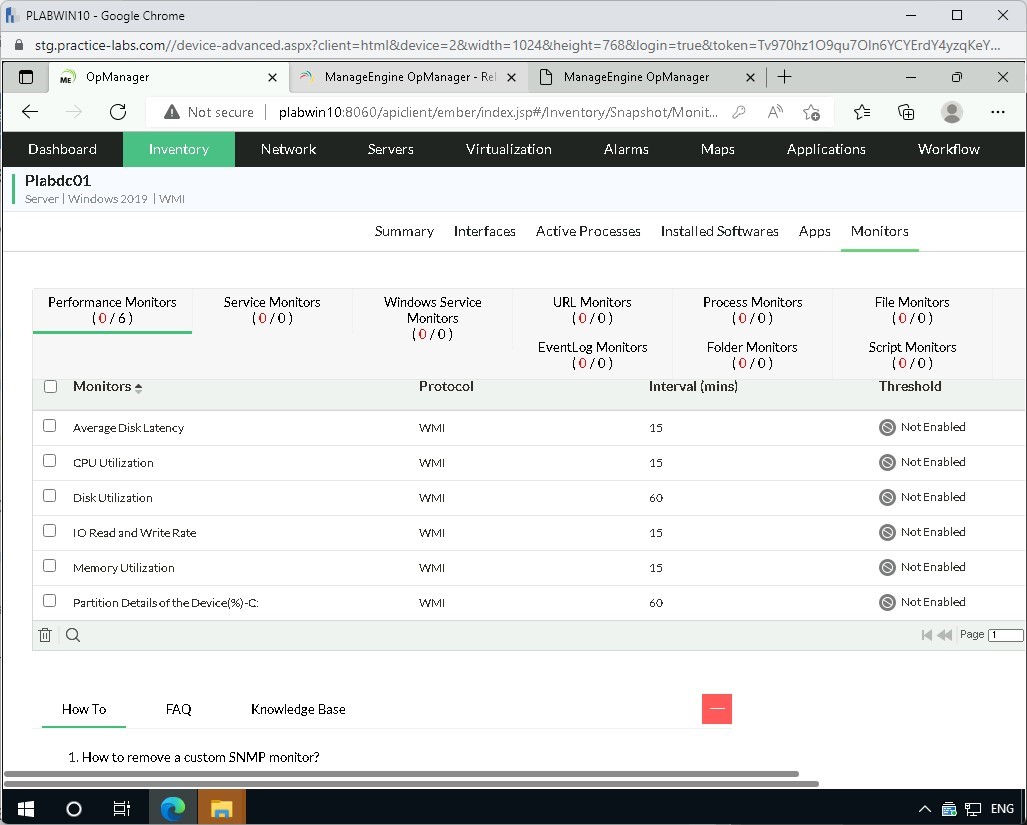 PLABWIN10 - Google Chrome
stg.practice-labs.com//device-advanced.aspx?client=html&device=2&width=1024&height=768&login=true&token=Tv970hz1O9qu7OIn6YCYErdY4yzqKeY...
ME OpManager
ManageEngine OpManager - Rel
ManageEngine OpManager
Not secure
plabwin10:8060/apiclient/ember/index.jsp#/Inventory/Snapshot/Monit...
Dashboard Inventory Network Servers Virtualization Alarms Maps Applications Workflow
Plabdc01
Server | Windows 2019 | WMI
Summary Interfaces Active Processes Installed Softwares Apps Monitors
Performance Monitors
( 0 / 6 )
Service Monitors
( 0 / 0 )
Windows Service
Monitors
( 0 / 0 )
URL Monitors
( 0 / 0 )
Process Monitors
( 0 / 0 )
File Monitors
( 0 / 0 )
EventLog Monitors
( 0 / 0 )
Folder Monitors
( 0 / 0 )
Script Monitors
( 0 / 0 )
Monitors Protocol Interval (mins) Threshold
Average Disk Latency WMI 15 Not Enabled
CPU Utilization WMI 15 Not Enabled
Disk Utilization WMI 60 Not Enabled
IO Read and Write Rate WMI 15 Not Enabled
Memory Utilization WMI 15 Not Enabled
Partition Details of the Device(%)-C: WMI 60 Not Enabled
Page 1
How To FAQ Knowledge Base
1. How to remove a custom SNMP monitor?
ENG